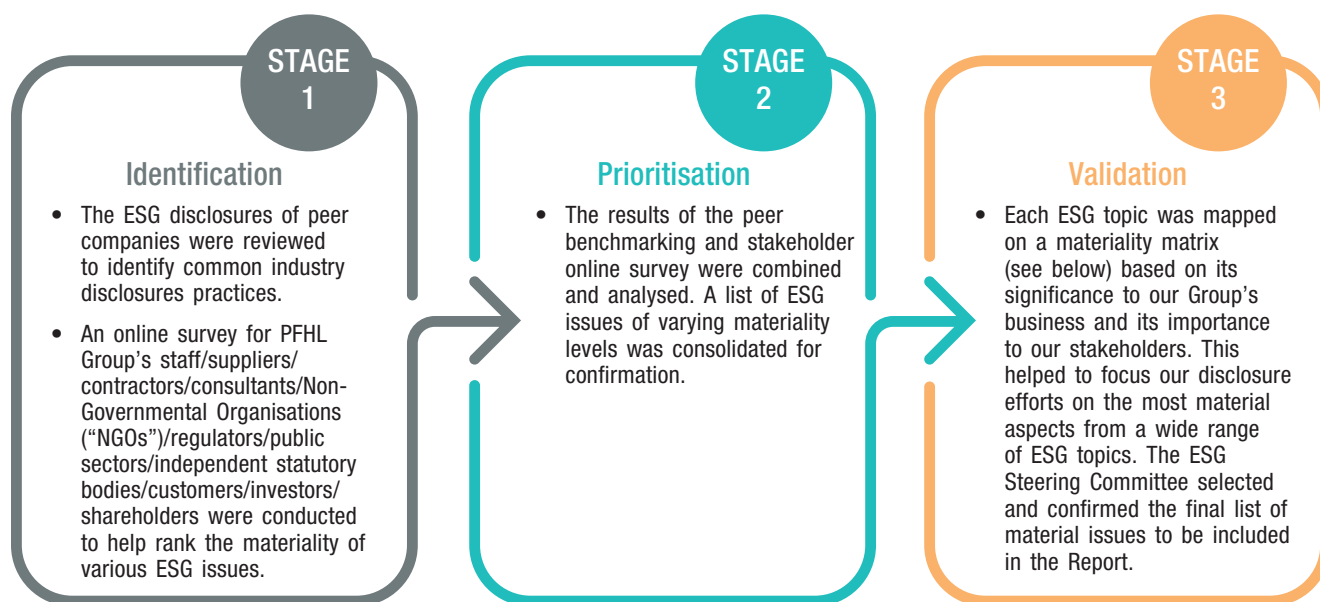 STAGE
1
Identification
• The ESG disclosures of peer
companies were reviewed
to identify common industry
disclosures practices.
• An online survey for PFHL
Group's staff/suppliers/
contractors/consultants/Non-
Governmental Organisations
(“NGOs”)/regulators/public
sectors/independent statutory
bodies/customers/investors/
shareholders were conducted
to help rank the materiality of
various ESG issues.
STAGE
2
Prioritisation
• The results of the peer
benchmarking and stakeholder
online survey were combined
and analysed. A list of ESG
issues of varying materiality
levels was consolidated for
confirmation.
STAGE
3
Validation
• Each ESG topic was mapped
on a materiality matrix
(see below) based on its
significance to our Group's
business and its importance
to our stakeholders. This
helped to focus our disclosure
efforts on the most material
aspects from a wide range
of ESG topics. The ESG
Steering Committee selected
and confirmed the final list of
material issues to be included
in the Report.